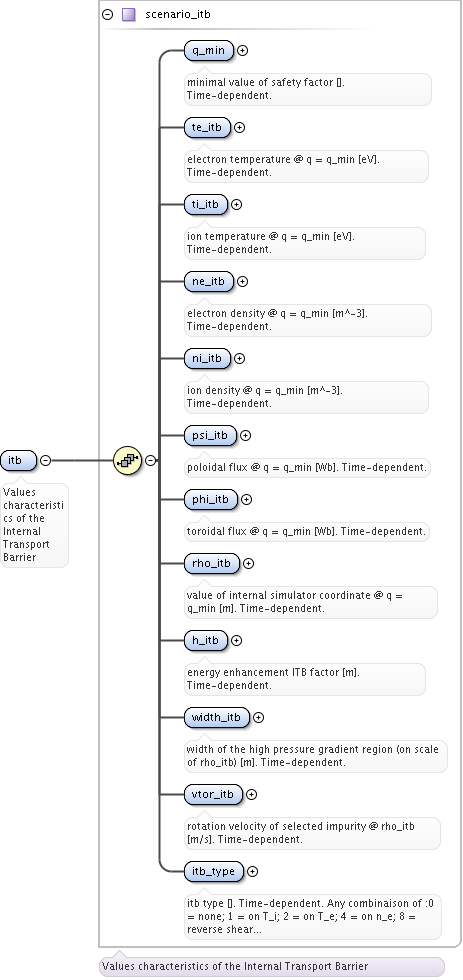 scenario_itb
q_min
minimal value of safety factor [].
Time-dependent.
te_itb
electron temperature @ q = q_min [eV].
Time-dependent.
ti_itb
ion temperature @ q = q_min [eV].
Time-dependent.
ne_itb
electron density @ q = q_min [m^-3].
Time-dependent.
ni_itb
ion density @ q = q_min [m^-3].
Time-dependent.
psi_itb
poloidal flux @ q = q_min [Wb]. Time-dependent.
itb
Values
characteristi
cs of the
Internal
Transport
Barrier
phi_itb
toroidal flux @ q = q_min [Wb]. Time-dependent.
rho_itb
value of internal simulator coordinate @ q =
q_min [m]. Time-dependent.
h_itb
energy enhancement ITB factor [m].
Time-dependent.
width_itb
width of the high pressure gradient region (on scale
of rho_itb) [m]. Time-dependent.
vtor_itb
rotation velocity of selected impurity @ rho_itb
[m/s]. Time-dependent.
itb_type
itb type []. Time-dependent. Any combinaison of :0
= none; 1 = on T_i; 2 = on T_e; 4 = on n_e; 8 =
reverse shear...
Values characteristics of the Internal Transport Barrier